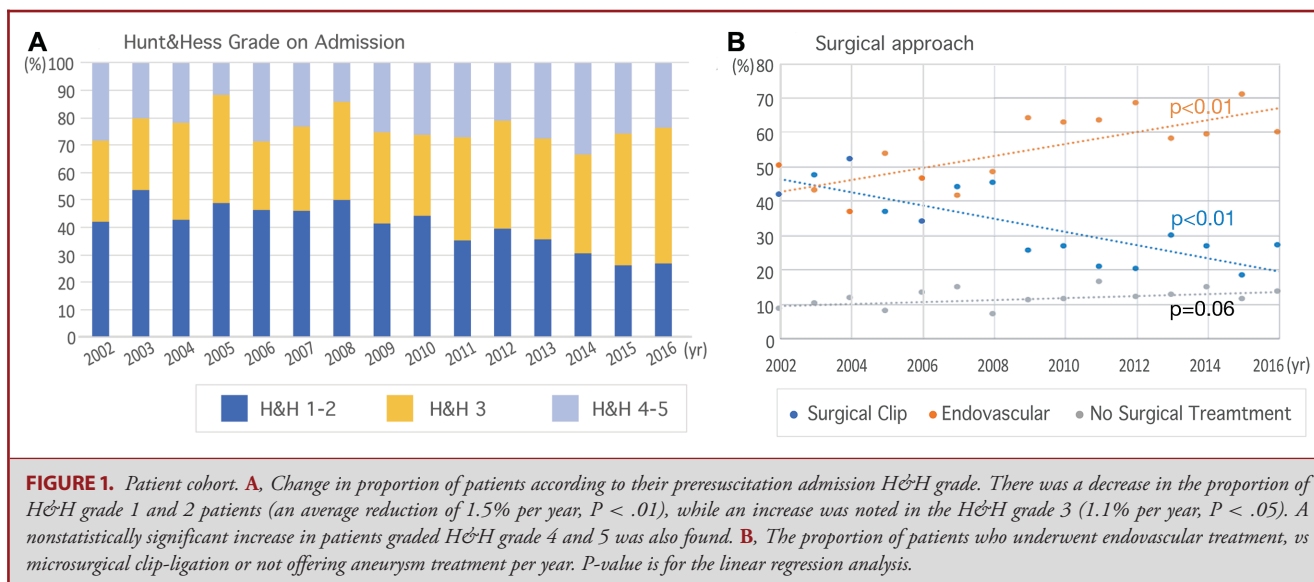 A
Hunt&Hess Grade on Admission
(%)
100
90
80
70
60
50
40
30
20
10
0
2002 2003 2004 2005 2006 2007 2008 2009 2010 2011 2012 2013 2014 2015 2016 (yr)
H&H 1-2 H&H 3 H&H 4-5
B
Surgical approach
(%)
80
70
60
50
40
30
20
10
0
p<0.01
p<0.01
p=0.06
2002 2004 2006 2008 2010 2012 2014 2016 (yr)
Surgical Clip Endovascular No Surgical Treamtment
FIGURE 1. Patient cohort. A, Change in proportion of patients according to their preresuscitation admission H&H grade. There was a decrease in the proportion of
H&H grade 1 and 2 patients (an average reduction of 1.5% per year, P < .01), while an increase was noted in the H&H grade 3 (1.1% per year, P < .05). A
nonstatistically significant increase in patients graded H&H grade 4 and 5 was also found. B, The proportion of patients who underwent endovascular treatment, vs
microsurgical clip-ligation or not offering aneurysm treatment per year. P-value is for the linear regression analysis.